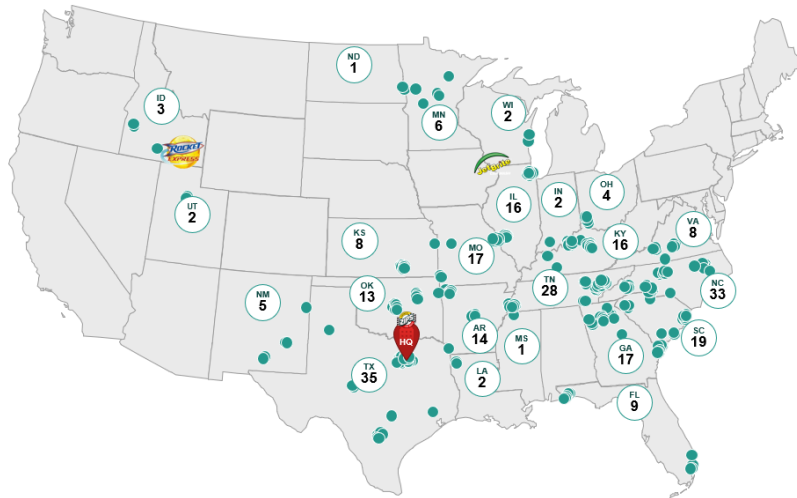 ND
1
ID
3
WI
2
MN
6
ROCKET
EXPRESS
Jetbrite
OH
4
IN
2
IL
16
UT
2
VA
8
KS
8
KY
16
MO
17
TN
28
OK
13
NM
5
NC
33
AR
14
MS
1
SC
19
HQ
GA
17
TX
35
LA
2
FL
9